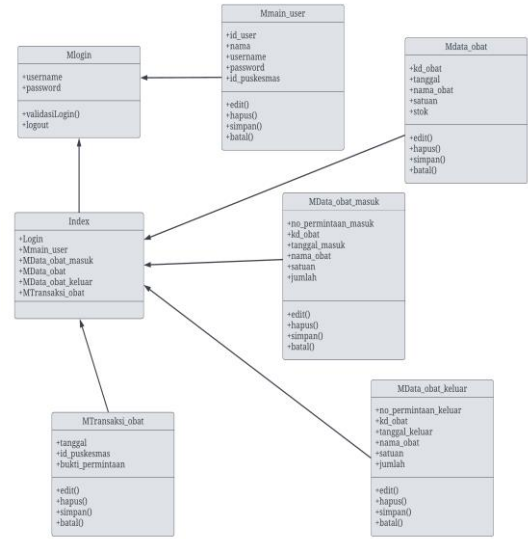 Mmain_user
+id_user
+nama
+username
+password
+id_puskesmas
+edit()
+hapus()
+simpan()
+batal()
Mlogin
+username
+password
+validasiLogin()
+logout
Mdata_obat
+kd_obat
+tanggal
+nama_obat
+satuan
+stok
+edit()
+hapus()
+simpan()
+batal()
MData_obat_masuk
+no_permintaan_masuk
+kd_obat
+tanggal_masuk
+nama_obat
+satuan
+jumlah
+edit()
+hapus()
+simpan()
+batal()
Index
+Login
+Mmain_user
+MData_obat_masuk
+MData_obat
+MData_obat_keluar
+MTransaksi_obat
MData_obat_keluar
+no_permintaan_keluar
+kd_obat
+tanggal_keluar
+nama_obat
+satuan
+jumlah
+edit()
+hapus()
+simpan()
+batal()
MTransaksi_obat
+tanggal
+id_puskesmas
+bukti_permintaan
+edit()
+hapus()
+simpan()
+batal()